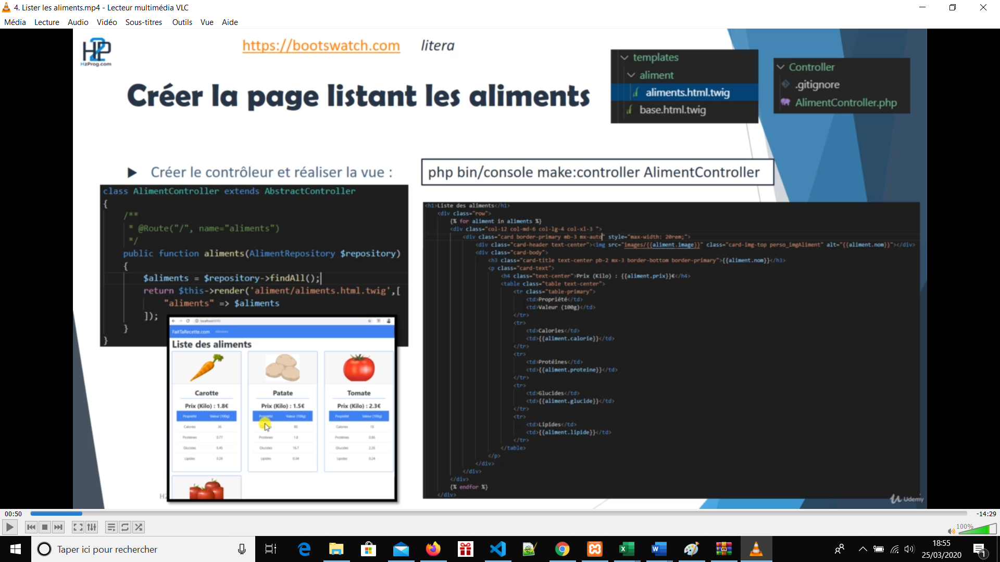 4. Lister les aliments.mp4 - Lecteur multimédia VLC
Média Lecture Audio Vidéo Sous-titres Outils Vue Aide
H2P
H2Prog.com
https://bootswatch.com litera
Créer la page listant les aliments
templates
aliment
aliments.html.twig
base.html.twig
Controller
.gitignore
AlimentController.php
Créer le contrôleur et réaliser la vue :
php bin/console make:controller AlimentController
class AlimentController extends AbstractController
{
/**
* @Route("/", name="aliments")
*/
public function aliments(AlimentRepository $repository)
{
$aliments = $repository->findAll();
return $this->render('aliment/aliments.html.twig',[
"aliments" => $aliments
]);
}
}
localhost:8000
FaitTaRecette.com Aliments
Liste des aliments
Carotte
Prix (Kilo) : 1.8€
Propriété Valeur (100g)
Calories 36
Protéines 0.77
Glucides 6.45
Lipides 0.26
Patate
Prix (Kilo) : 1.5€
Propriété Valeur (100g)
80
Protéines 1.8
Glucides 16.7
Lipides 0.34
Tomate
Prix (Kilo) : 2.3€
Propriété Valeur (100g)
Calories 18
Protéines 0.86
Glucides 2.26
Lipides 0.24
H2
<h1>Liste des aliments</h1>
<div class="row">
{% for aliment in aliments %}
<div class="col-12 col-md-6 col-lg-4 col-xl-3 ">
<div class="card border-primary mb-3 mx-auto" style="max-width: 20rem;">
<div class="card-header text-center"><img src="images/{{aliment.image}}" class="card-img-top perso_imgAliment" alt="{{aliment.nom}}"></div>
<div class="card-body">
<h3 class="card-title text-center pb-2 mx-3 border-bottom border-primary">{{aliment.nom}}</h3>
<p class="card-text">
<h4 class="text-center">Prix (Kilo) : {{aliment.prix}}€</h4>
<table class="table text-center">
<tr class="table-primary">
<td>Propriété</td>
<td>Valeur (100g)</td>
</tr>
<tr>
<td>Calories</td>
<td>{{aliment.calorie}}</td>
</tr>
<tr>
<td>Protéines</td>
<td>{{aliment.proteine}}</td>
</tr>
<tr>
<td>Glucides</td>
<td>{{aliment.glucide}}</td>
</tr>
<tr>
<td>Lipides</td>
<td>{{aliment.lipide}}</td>
</tr>
</table>
</p>
</div>
</div>
</div>
{% endfor %}
</div>
Udemy
00:50
-14:29
100%
Taper ici pour rechercher
18:55
25/03/2020
1